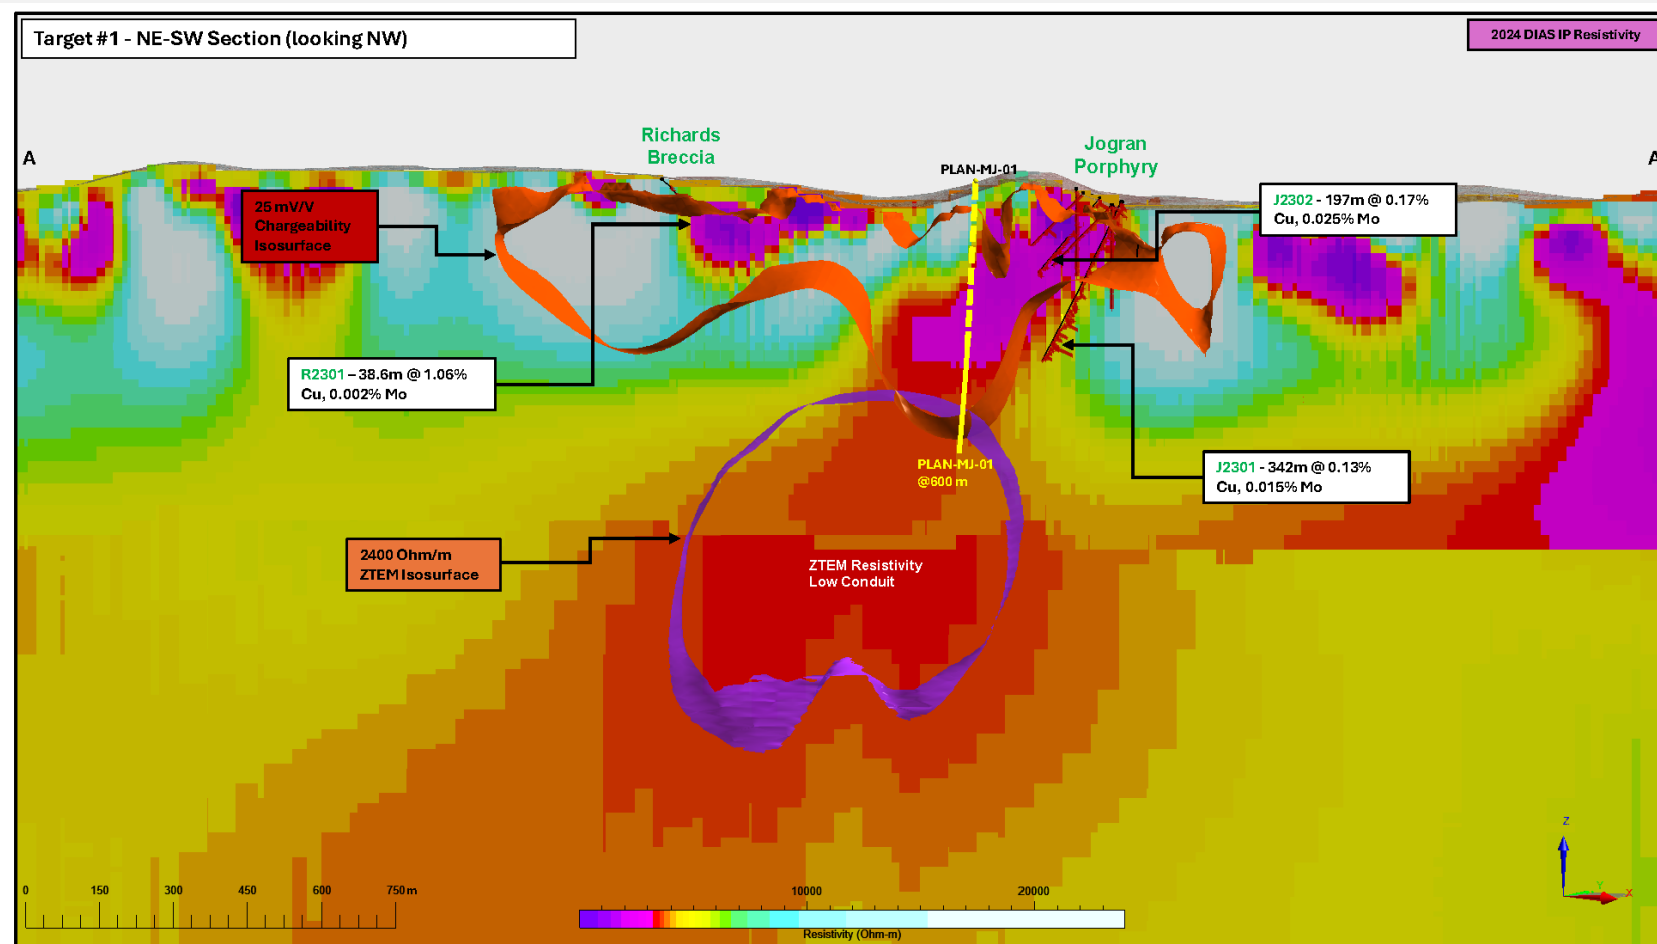 Target #1 - NE-SW Section (looking NW)
2024 DIAS IP Resistivity
Richards
Breccia
Jogran
Porphyry
A
A
PLAN-MJ-01
25 mV/V
Chargeability
Isosurface
J2302 - 197m @ 0.17%
Cu, 0.025% Mo
R2301 – 38.6m @ 1.06%
Cu, 0.002% Mo
PLAN-MJ-01
@600 m
J2301 - 342m @ 0.13%
Cu, 0.015% Mo
2400 Ohm/m
ZTEM Isosurface
ZTEM Resistivity
Low Conduit
Z
Y
X
0 150 300 450 600 750m
10000 20000
Resistivity (Ohm-m)